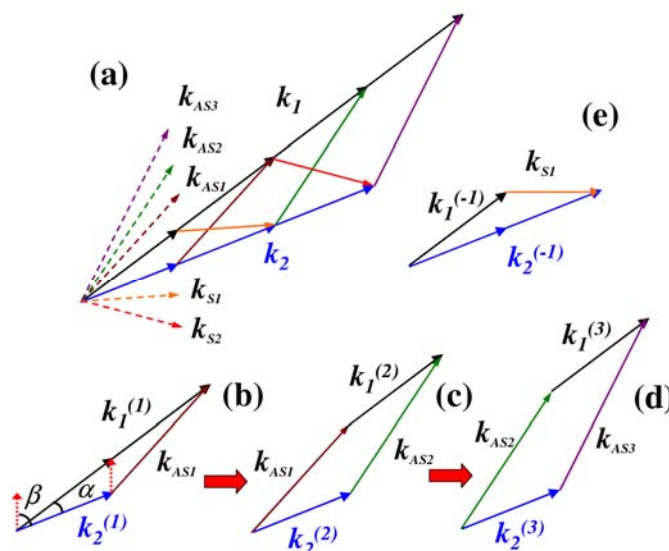 (a)
k_AS3
k_AS2
k_AS1
k_1
k_2
k_S1
k_S2
(e)
k_1^(-1)
k_S1
k_2^(-1)
(b)
k_1^(1)
β
α
k_AS1
k_2^(1)
(c)
k_1^(2)
k_AS1
k_AS2
k_2^(2)
(d)
k_1^(3)
k_AS2
k_AS3
k_2^(3)